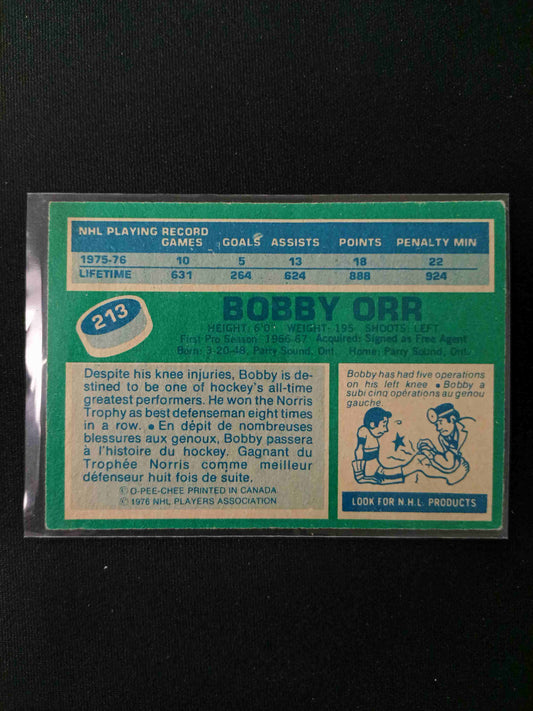 NHL PLAYING RECORD
GAMES GOALS ASSISTS POINTS PENALTY MIN
1975-76 10 5 13 18 22
LIFETIME 631 264 624 888 924
213
BOBBY ORR
HEIGHT: 6'0" WEIGHT: 195 SHOOTS: LEFT
First Pro Season: 1966-67 Acquired: Signed as Free Agent
Born: 3-20-48, Parry Sound, Ont. Home: Parry Sound, Ont.
Despite his knee injuries, Bobby is de-
stined to be one of hockey's all-time
greatest performers. He won the Norris
Trophy as best defenseman eight times
in a row. • En dépit de nombreuses
blessures aux genoux, Bobby passera
à l'histoire du hockey. Gagnant du
Trophée Norris comme meilleur
défenseur huit fois de suite.
© O-PEE-CHEE PRINTED IN CANADA
© 1976 NHL PLAYERS ASSOCIATION
Bobby has had five operations
on his left knee • Bobby a
subi cinq opérations au genou
gauche.
LOOK FOR N.H.L. PRODUCTS